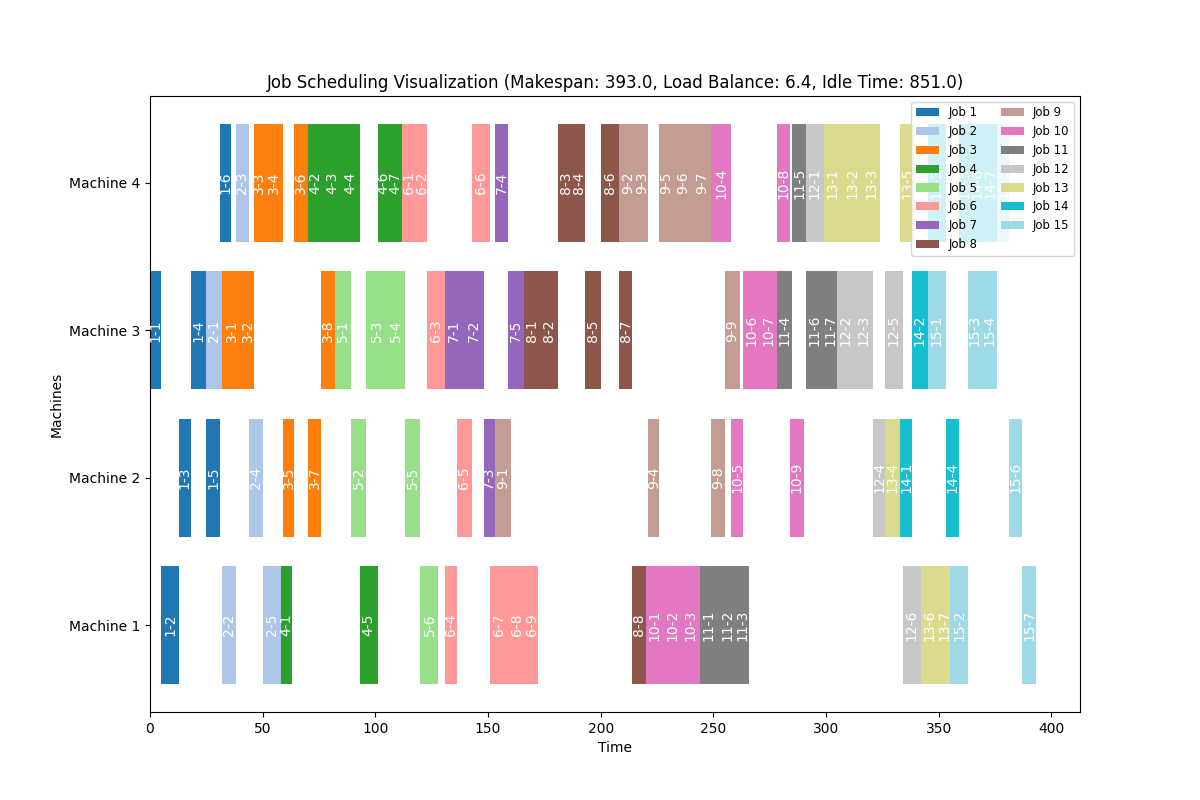 Job Scheduling Visualization (Makespan: 393.0, Load Balance: 6.4, Idle Time: 851.0)
Machine 4
1-6 2-3 3-3 3-4 3-6 4-2 4-3 4-4 4-6 4-7 6-1 6-2 6-6 7-4 8-3 8-4 8-6 9-2 9-3 9-5 9-6 9-7 10-4 10-8 11-5 12-1 13-1 13-2 13-3 13-5
Job 1 Job 9
Job 2 Job 10
Job 3 Job 11
Job 4 Job 12
Job 5 Job 13
Job 6 Job 14
Job 7 Job 15
Job 8
Machine 3
1-1 1-4 2-1 3-1 3-2 3-8 5-1 5-3 5-4 6-3 7-1 7-2 7-5 8-1 8-2 8-5 8-7 9-9 10-6 10-7 11-4 11-6 11-7 12-2 12-3 12-5 14-2 15-1 15-3 15-4
Machine 2
1-3 1-5 2-4 3-5 3-7 5-2 5-5 6-5 7-3 9-1 9-4 9-8 10-5 10-9 12-4 13-4 14-1 14-4 15-6
Machine 1
1-2 2-2 2-5 4-1 4-5 5-6 6-4 6-7 6-8 6-9 8-8 10-1 10-2 10-3 11-1 11-2 11-3 12-6 13-6 13-7 15-2 15-7
Machines
0 50 100 150 200 250 300 350 400
Time